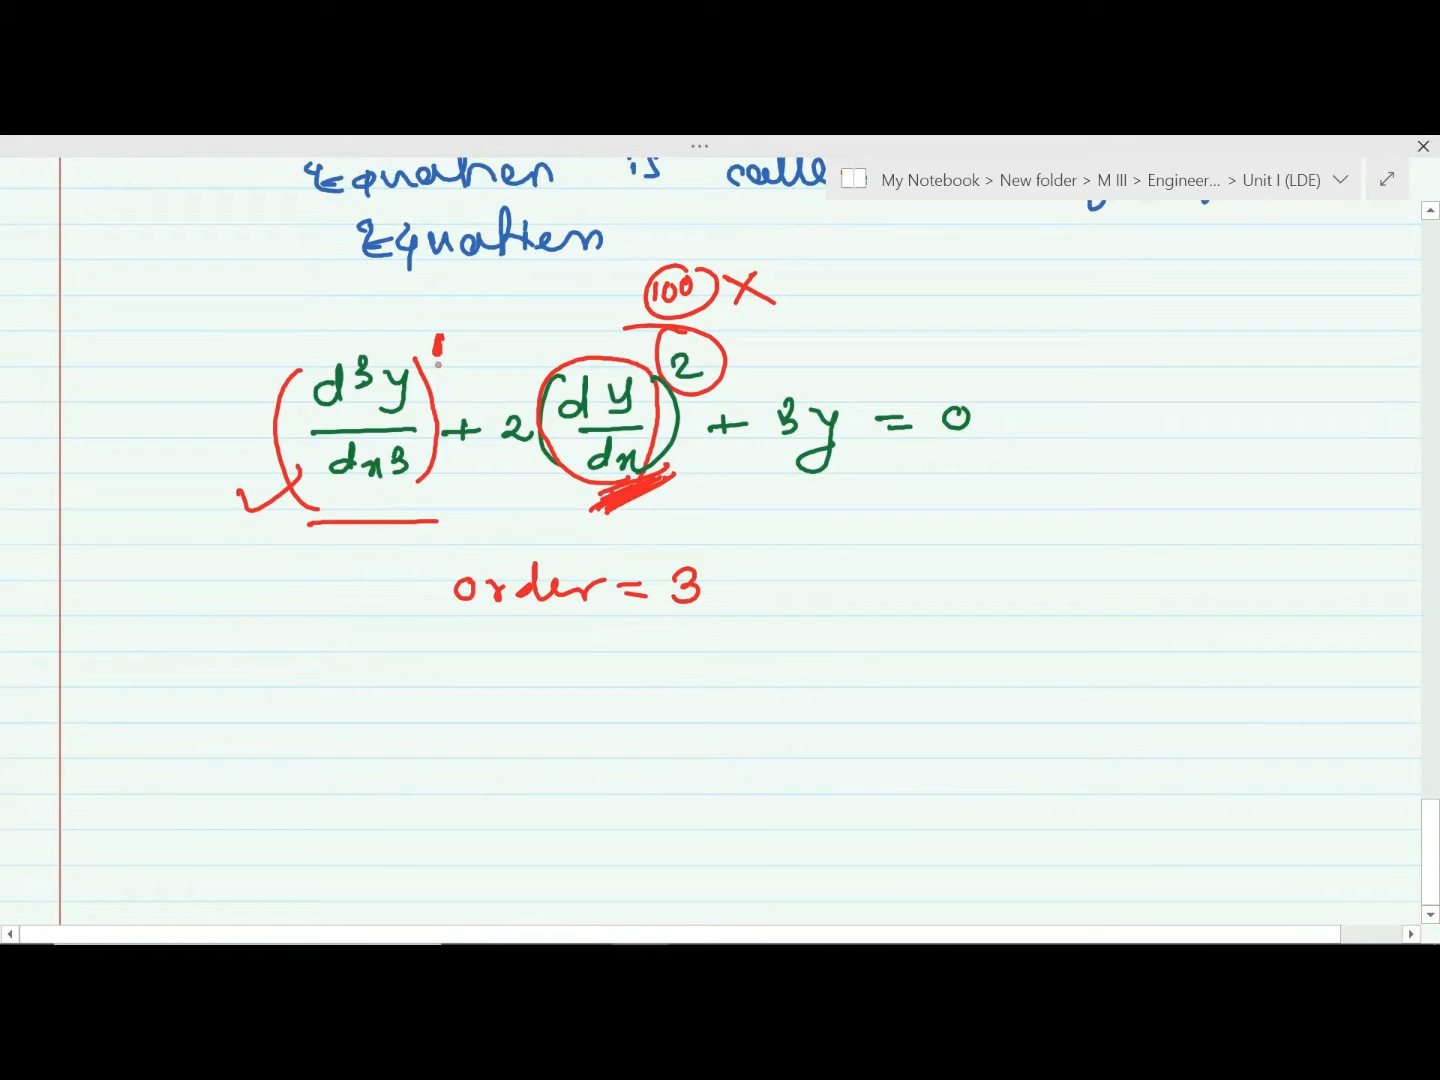 Equation is calle
My Notebook > New folder > M III > Engineer... > Unit I (LDE)
Equation
100 ×
(d³y/dx³)¹ + 2(dy/dx)² + 3y = 0
order = 3